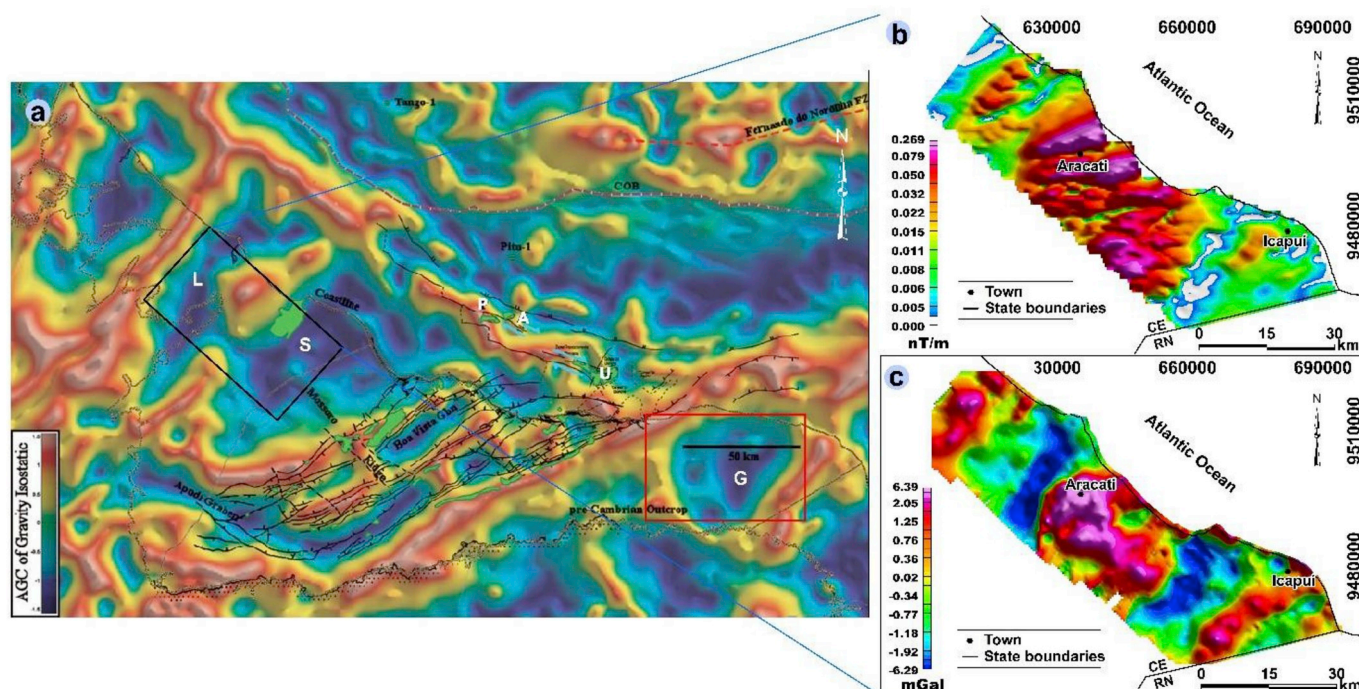 a
Tango-1
Fernando de Noronha FZ
N
COB
Pitu-1
L
S
Coastline
P
A
U
Mossoro
Boa Vista Gbn
Ridge
50 km
G
Apodi Graben
pre Cambrian Outcrop
AGC of Gravity Isostatic
b
630000
660000
690000
N
Atlantic Ocean
9510000
9480000
0.269
0.079
0.050
0.032
0.022
0.015
0.011
0.008
0.006
0.005
0.003
0.000
nT/m
Aracati
Icapui
Town
State boundaries
CE
RN
0
15
30
km
c
30000
660000
690000
N
Atlantic Ocean
9510000
9480000
6.39
2.05
1.25
0.76
0.36
0.02
-0.34
-0.77
-1.18
-1.92
-6.29
mGal
Aracati
Icapui
Town
State boundaries
CE
RN
0
15
30
km